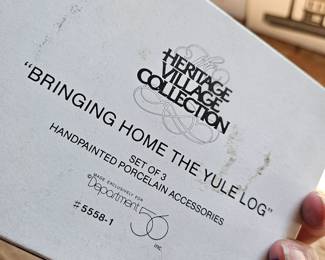 The
HERITAGE
VILLAGE
COLLECTION
"BRINGING HOME THE YULE LOG"
SET OF 3
HANDPAINTED PORCELAIN ACCESSORIES
MADE EXCLUSIVELY FOR
©Department 56 INC.
#5558-1